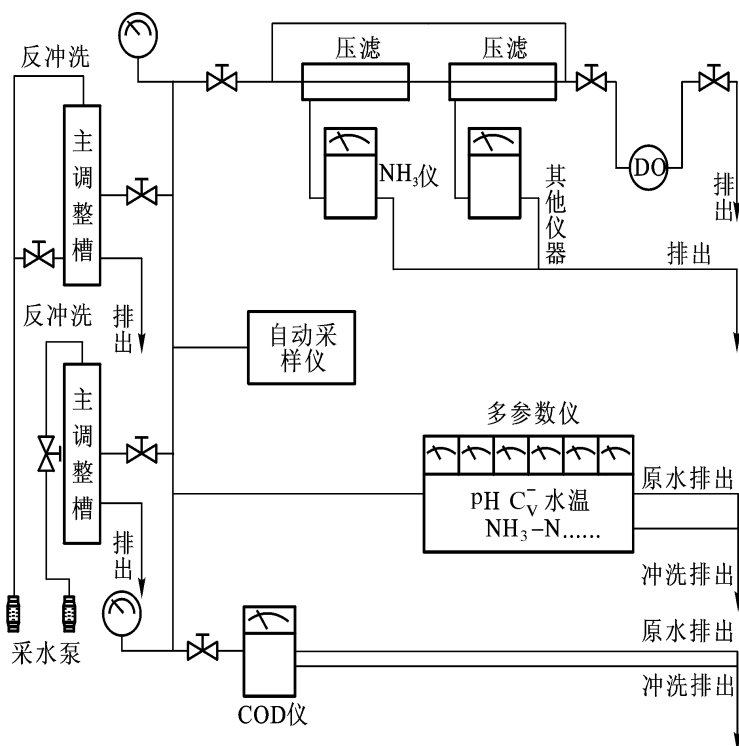 反冲洗
压滤
压滤
主调整槽
NH₃仪
其他仪器
DO
排出
排出
反冲洗
排出
自动采
样仪
主调整槽
多参数仪
pH C_V^- 水温
NH₃-N......
原水排出
排出
冲洗排出
采水泵
原水排出
冲洗排出
COD仪